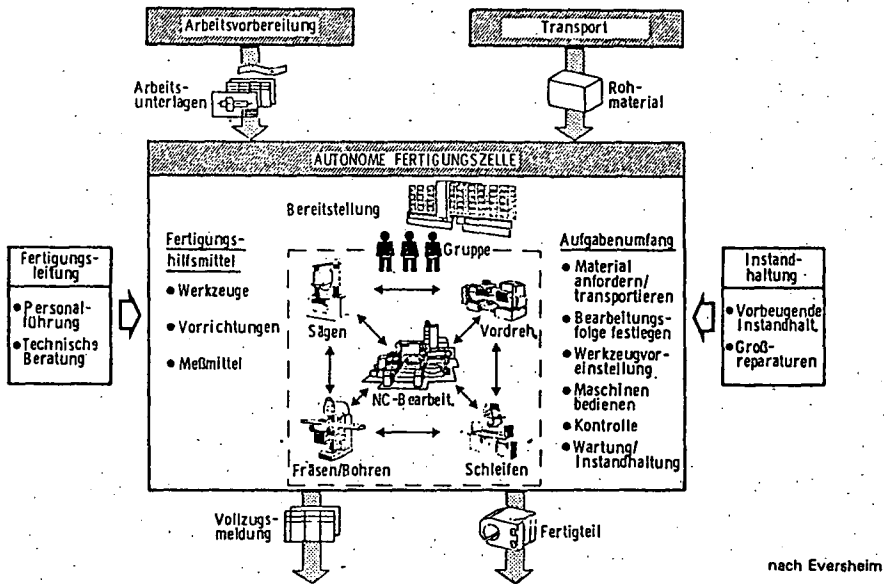 Arbeitsvorbereitung
Transport
Arbeits-
unterlagen
Roh-
material
AUTONOME FERTIGUNGSZELLE
Bereitstellung
Gruppe
Fertigungs-
hilfsmittel
• Werkzeuge
• Vorrichtungen
• Meßmittel
Sägen
Vordreh.
NC-Bearbeit.
Fräsen/Bohren
Schleifen
Aufgabenumfang
• Material
anfordern/
transportieren
• Bearbeitungs-
folge festlegen
• Werkzeugvor-
einstellung
• Maschinen
bedienen
• Kontrolle
• Wartung/
Instandhaltung
Fertigungs-
leitung
• Personal-
führung
• Technische
Beratung
Instand-
haltung
• Vorbeugende
Instandhalt.
• Groß-
reparaturen
Vollzugs-
meldung
Fertigteil
nach Eversheim